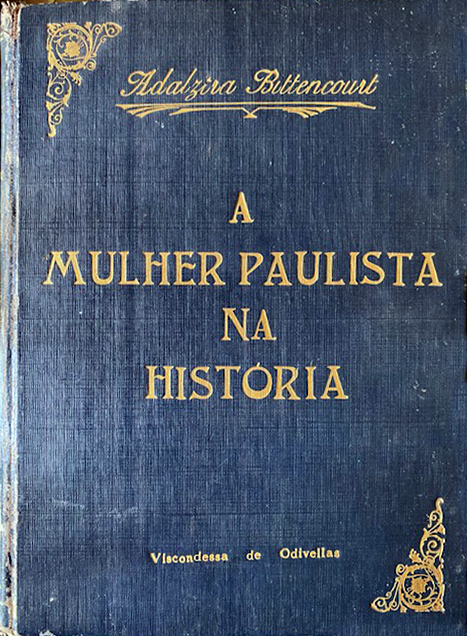 Adalzira Bittencourt
A
MULHER PAULISTA
NA
HISTÓRIA
Viscondessa de Odivellas